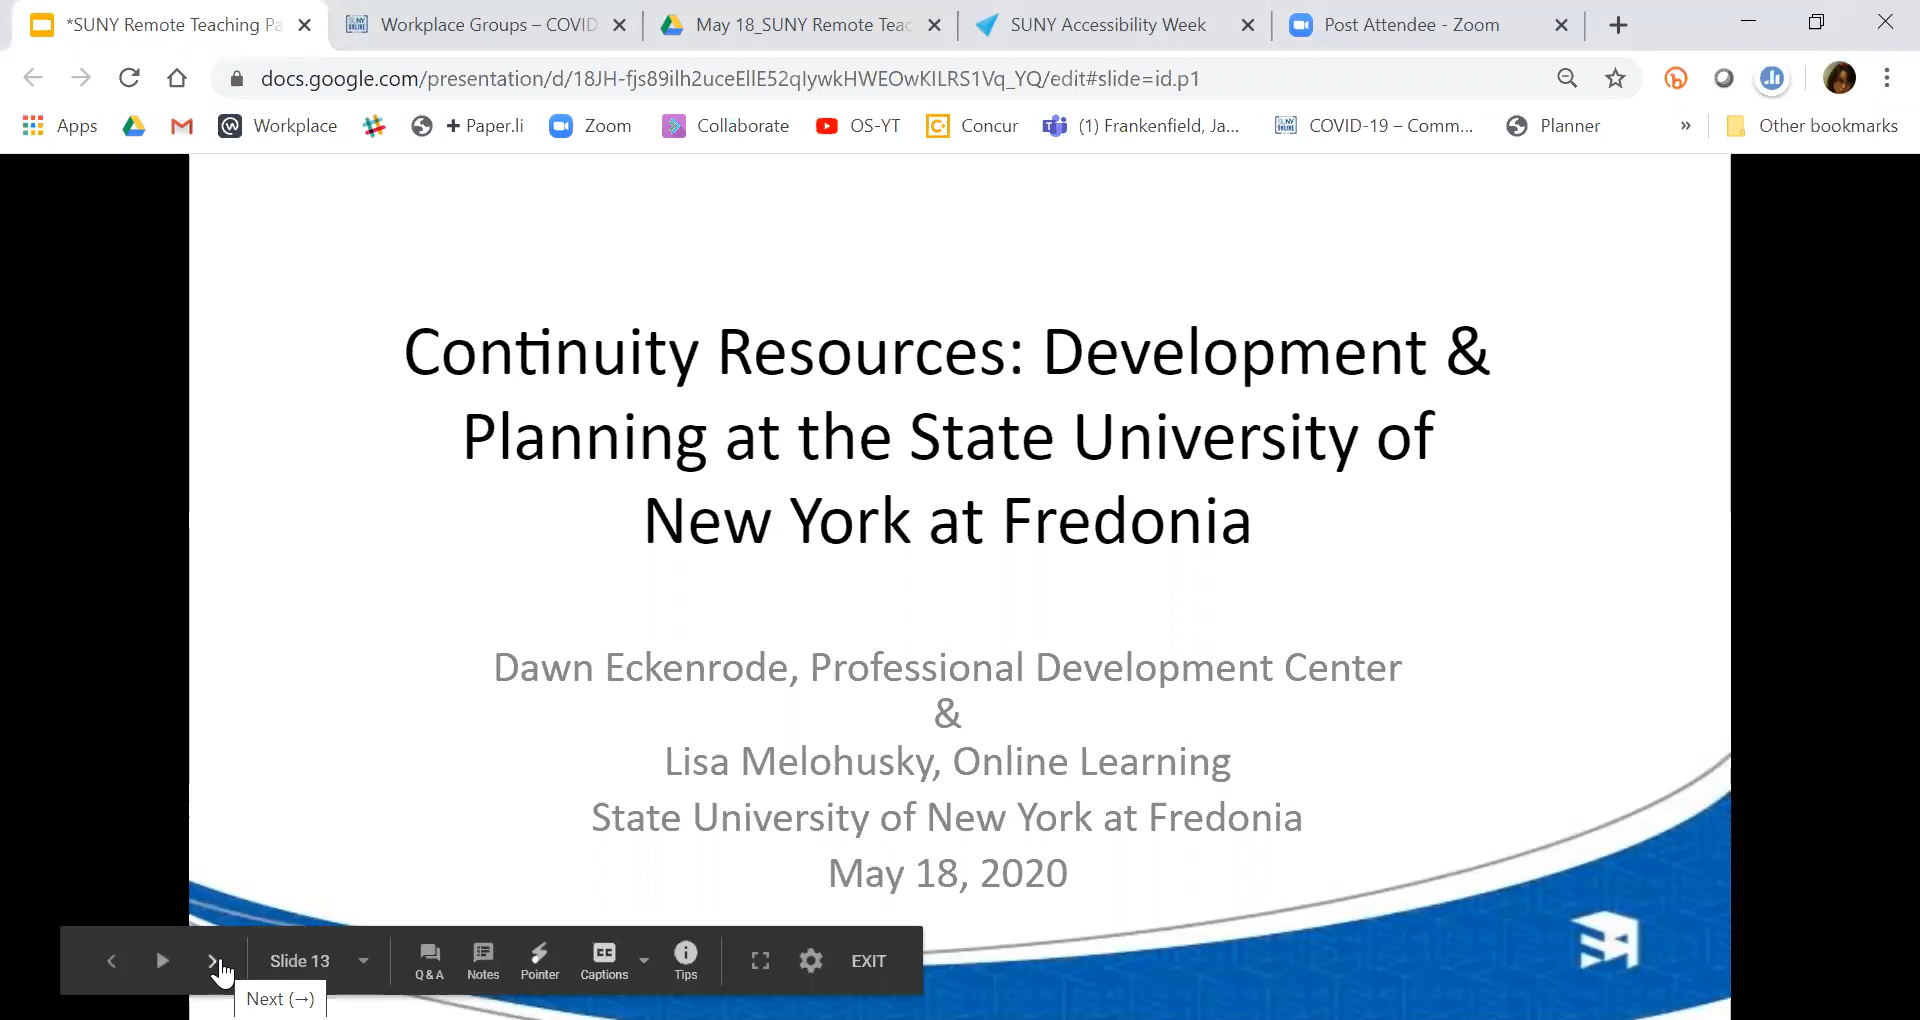 *SUNY Remote Teaching Pa
Workplace Groups – COVID
May 18_SUNY Remote Teac
SUNY Accessibility Week
Post Attendee - Zoom
docs.google.com/presentation/d/18JH-fjs89ilh2uceEllE52qlywkHWEOwKILRS1Vq_YQ/edit#slide=id.p1
Apps
Workplace
+ Paper.li
Zoom
Collaborate
OS-YT
Concur
(1) Frankenfield, Ja...
COVID-19 – Comm...
Planner
»
Other bookmarks
Continuity Resources: Development &
Planning at the State University of
New York at Fredonia
Dawn Eckenrode, Professional Development Center
&
Lisa Melohusky, Online Learning
State University of New York at Fredonia
May 18, 2020
Slide 13
Q & A
Notes
Pointer
CC
Captions
Tips
EXIT
Next (→)